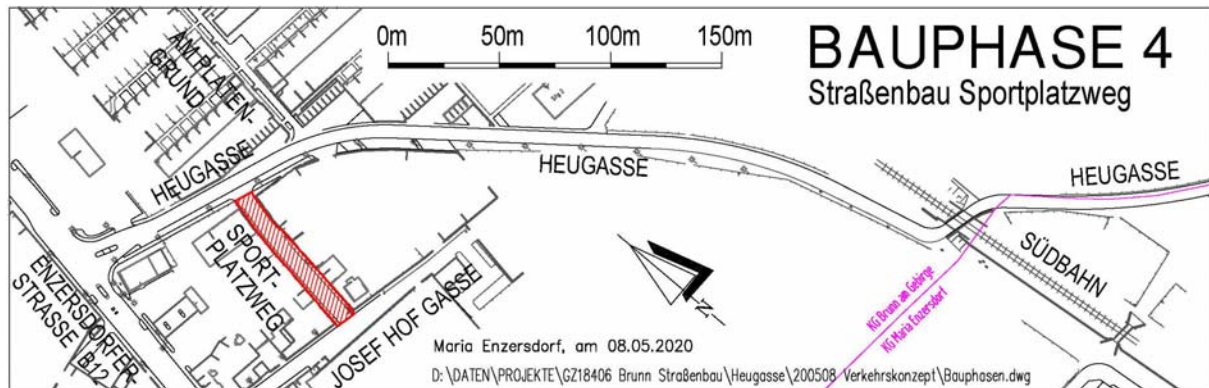 0m 50m 100m 150m
BAUPHASE 4
Straßenbau Sportplatzweg
AM PLATEN-
GRUND
HEUGASSE
HEUGASSE
HEUGASSE
SPORT-
PLATZWEG
ENZERSDORFER-
STRASSE B12
JOSEF HOF GASSE
SÜDBAHN
KG Brunn am Gebirge
KG Maria Enzersdorf
N
Maria Enzersdorf, am 08.05.2020
D:\DATEN\PROJEKTE\GZ18406 Brunn Straßenbau\Heugasse\200508 Verkehrskonzept\Bauphasen.dwg